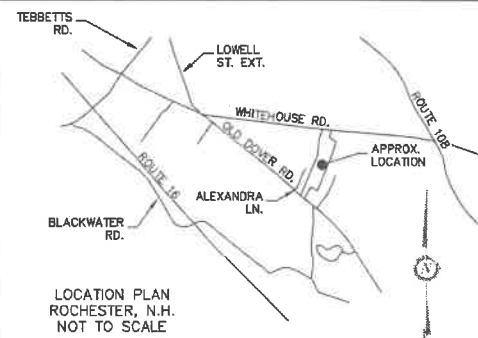 TEBBETTS
RD.
LOWELL
ST. EXT.
WHITEHOUSE RD.
ROUTE 108
OLD DOVER RD.
APPROX.
LOCATION
ROUTE 16
ALEXANDRA
LN.
BLACKWATER
RD.
N
LOCATION PLAN
ROCHESTER, N.H.
NOT TO SCALE